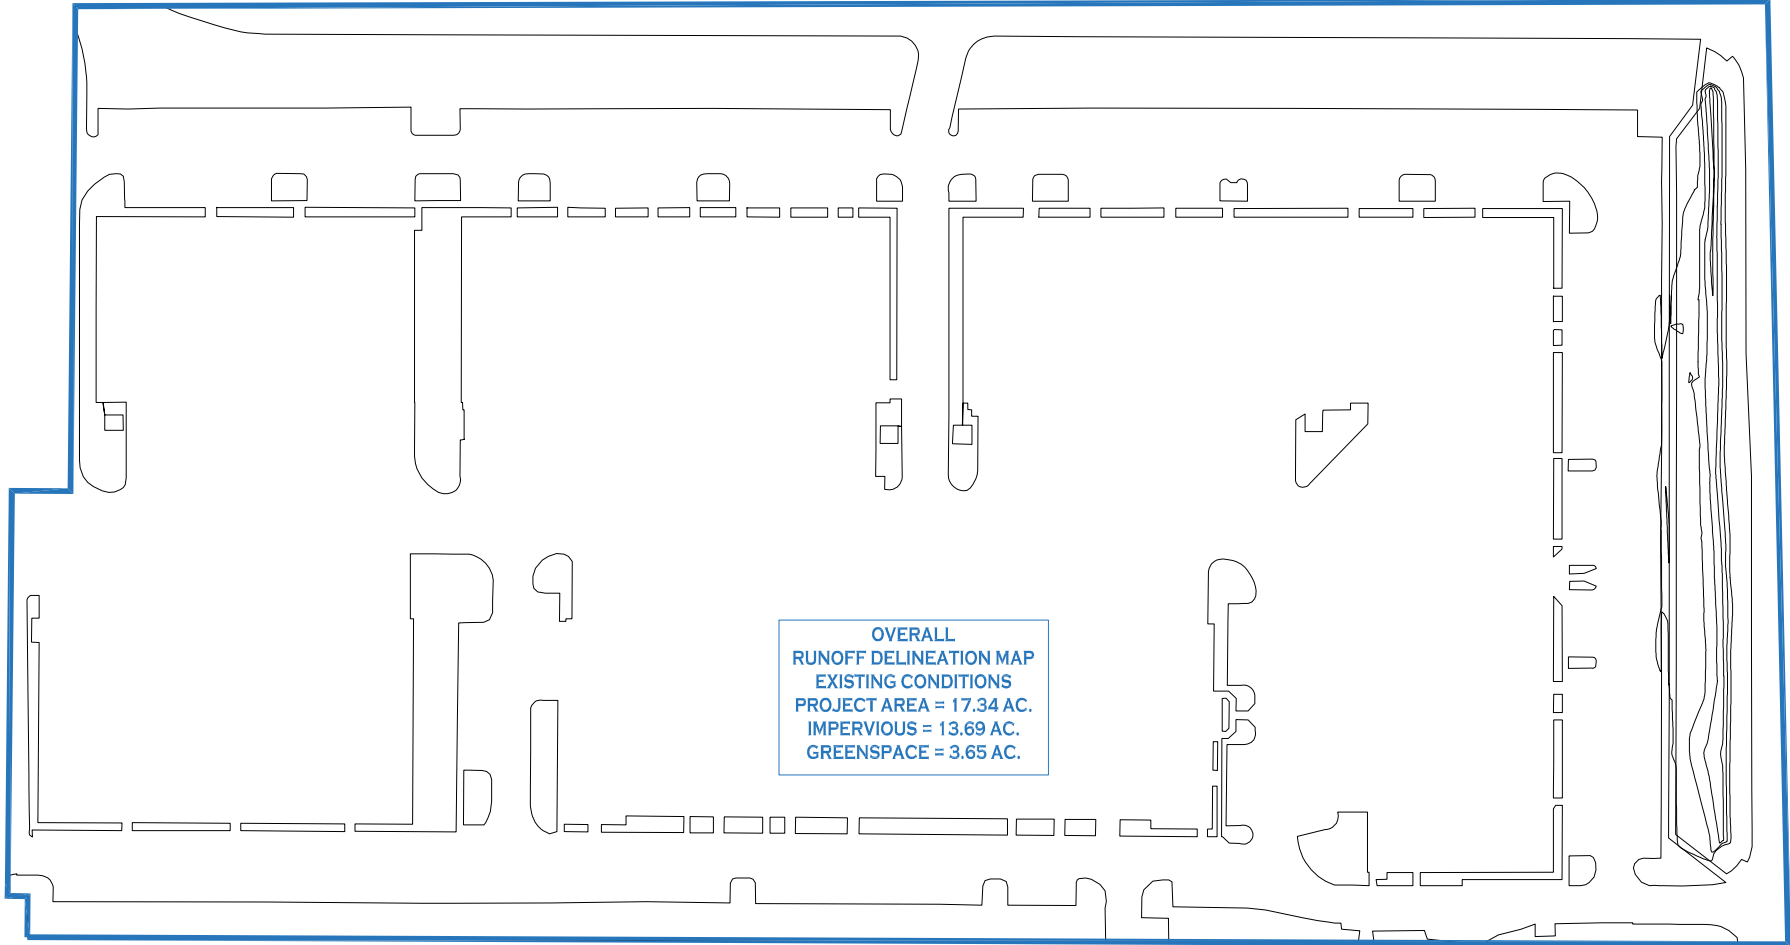 OVERALL
RUNOFF DELINEATION MAP
EXISTING CONDITIONS
PROJECT AREA = 17.34 AC.
IMPERVIOUS = 13.69 AC.
GREENSPACE = 3.65 AC.